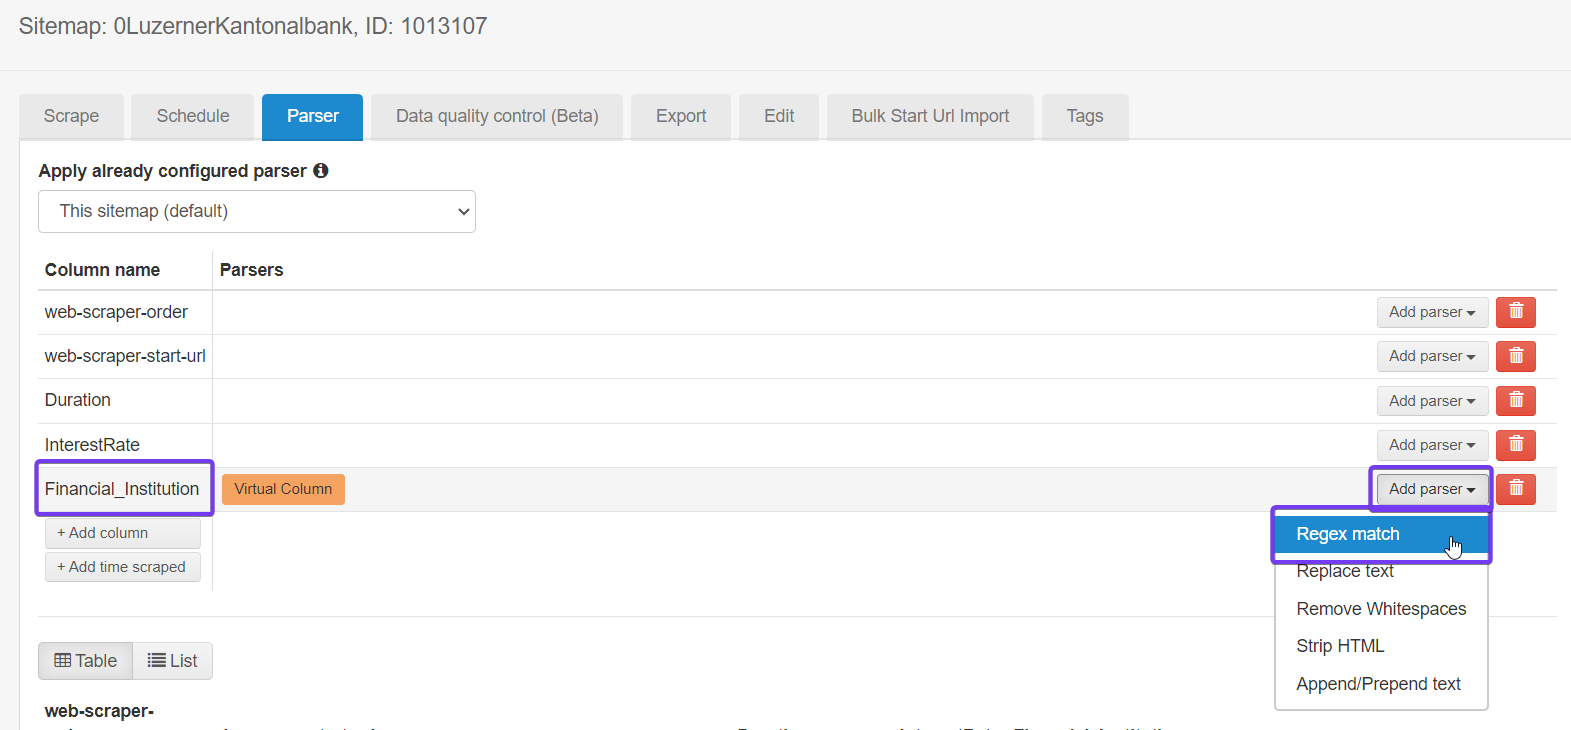 Sitemap: 0LuzernerKantonalbank, ID: 1013107
Scrape Schedule Parser Data quality control (Beta) Export Edit Bulk Start Url Import Tags
Apply already configured parser
This sitemap (default)
Column name Parsers
web-scraper-order Add parser
web-scraper-start-url Add parser
Duration Add parser
InterestRate Add parser
Financial_Institution Virtual Column Add parser
+ Add column
+ Add time scraped
Regex match
Replace text
Remove Whitespaces
Strip HTML
Append/Prepend text
Table List
web-scraper-